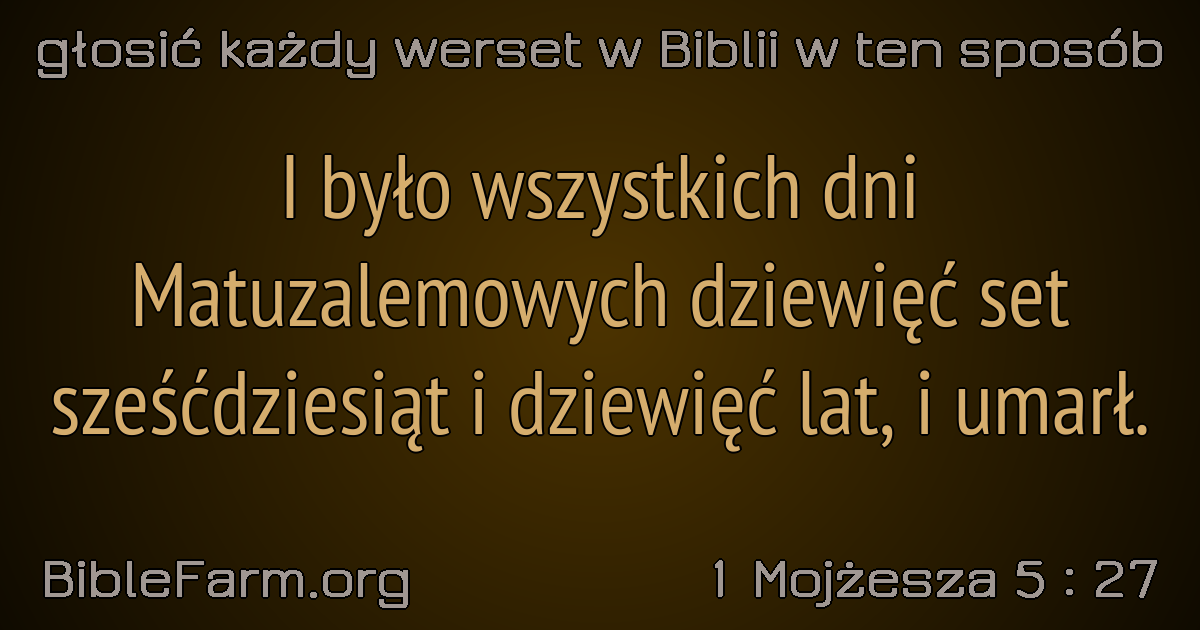 głosić każdy werset w Biblii w ten sposób
I było wszystkich dni
Matuzalemowych dziewięć set
sześćdziesiąt i dziewięć lat, i umarł.
BibleFarm.org
1 Mojżesza 5 : 27